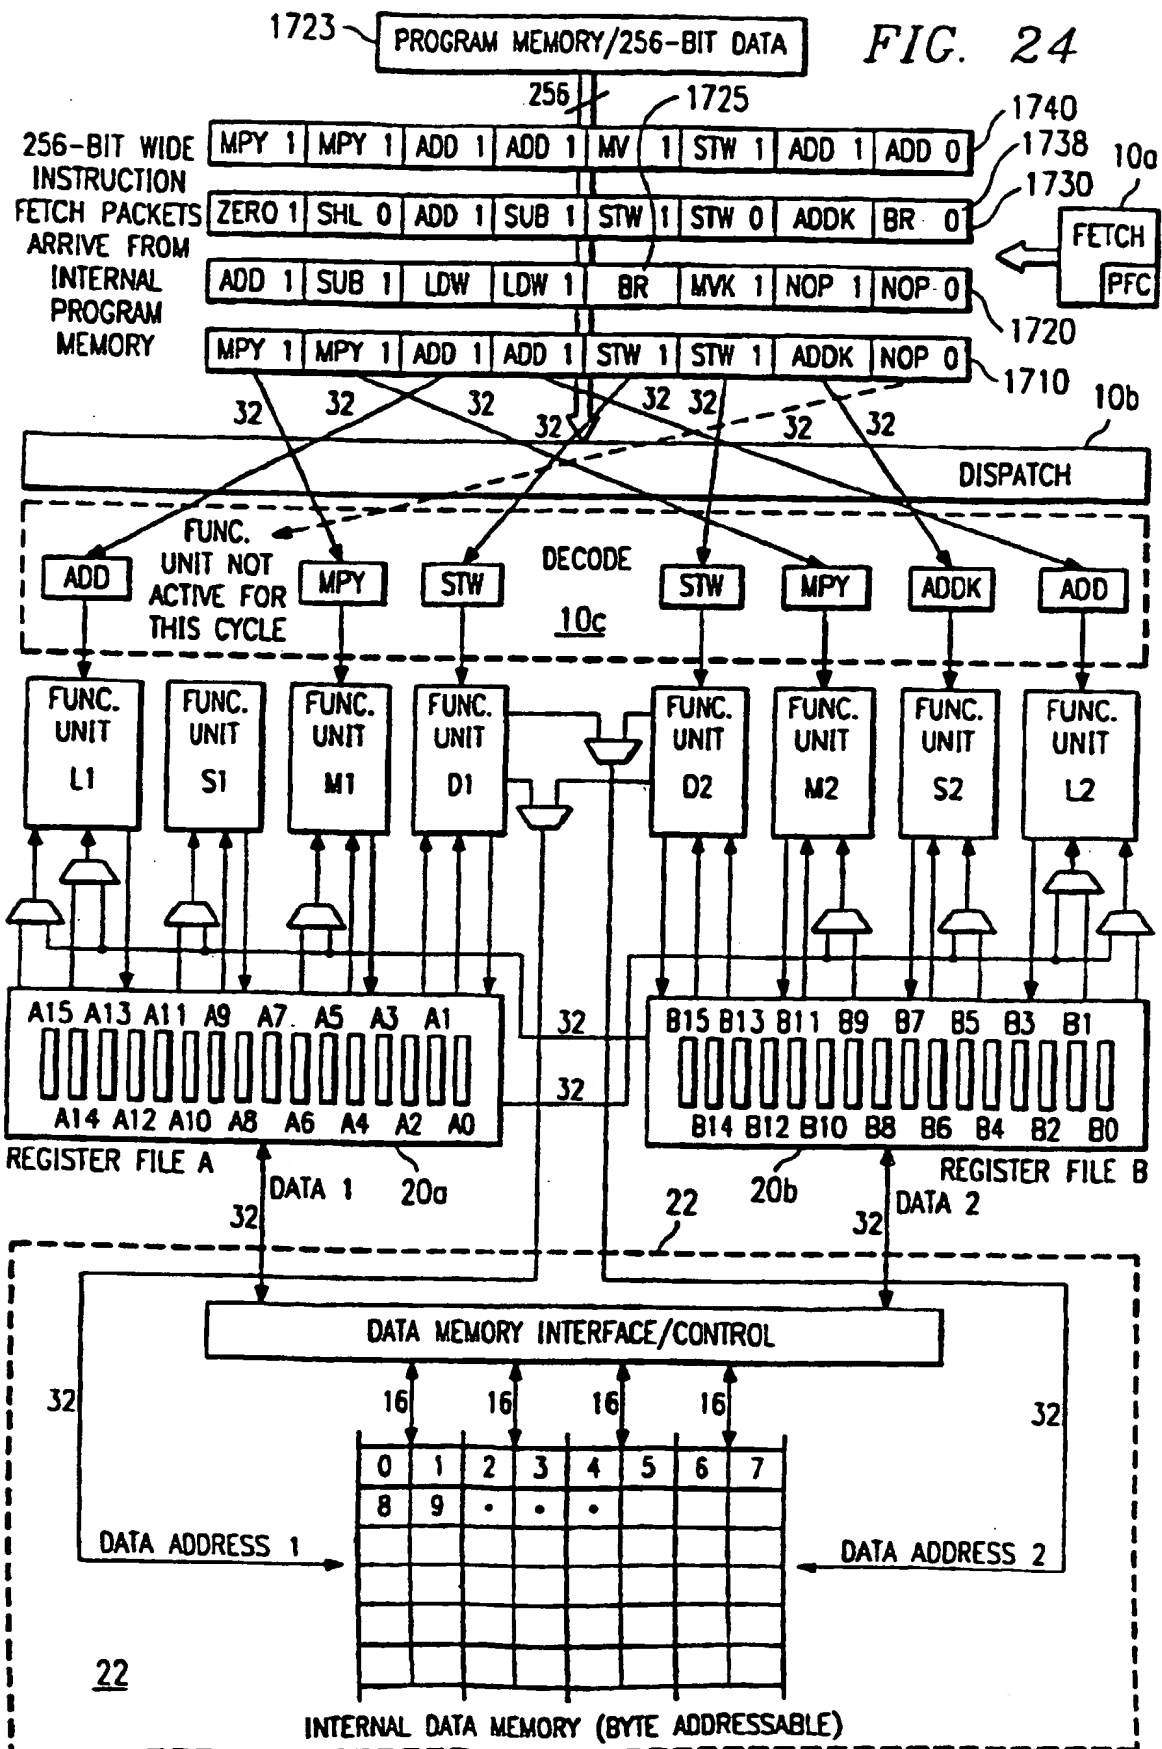 1723
PROGRAM MEMORY/256-BIT DATA
FIG. 24
256
1725
256-BIT WIDE
INSTRUCTION
FETCH PACKETS
ARRIVE FROM
INTERNAL
PROGRAM
MEMORY
MPY 1 MPY 1 ADD 1 ADD 1 MV 1 STW 1 ADD 1 ADD 0
1740
1738
ZERO 1 SHL 0 ADD 1 SUB 1 STW 1 STW 0 ADDK BR 0
1730
10a
FETCH
PFC
ADD 1 SUB 1 LDW LDW 1 BR MVK 1 NOP 1 NOP 0
1720
MPY 1 MPY 1 ADD 1 ADD 1 STW 1 STW 1 ADDK NOP 0
1710
32 32 32 32 32 32 32 32
10b
DISPATCH
FUNC.
UNIT NOT
ACTIVE FOR
THIS CYCLE
DECODE
10c
ADD MPY STW STW MPY ADDK ADD
FUNC. UNIT L1
FUNC. UNIT S1
FUNC. UNIT M1
FUNC. UNIT D1
FUNC. UNIT D2
FUNC. UNIT M2
FUNC. UNIT S2
FUNC. UNIT L2
A15 A13 A11 A9 A7 A5 A3 A1
A14 A12 A10 A8 A6 A4 A2 A0
REGISTER FILE A
32
32
B15 B13 B11 B9 B7 B5 B3 B1
B14 B12 B10 B8 B6 B4 B2 B0
REGISTER FILE B
DATA 1
20a
32
20b
DATA 2
32
22
DATA MEMORY INTERFACE/CONTROL
32
16 16 16 16
32
0 1 2 3 4 5 6 7
8 9 • • •
DATA ADDRESS 1
DATA ADDRESS 2
22
INTERNAL DATA MEMORY (BYTE ADDRESSABLE)